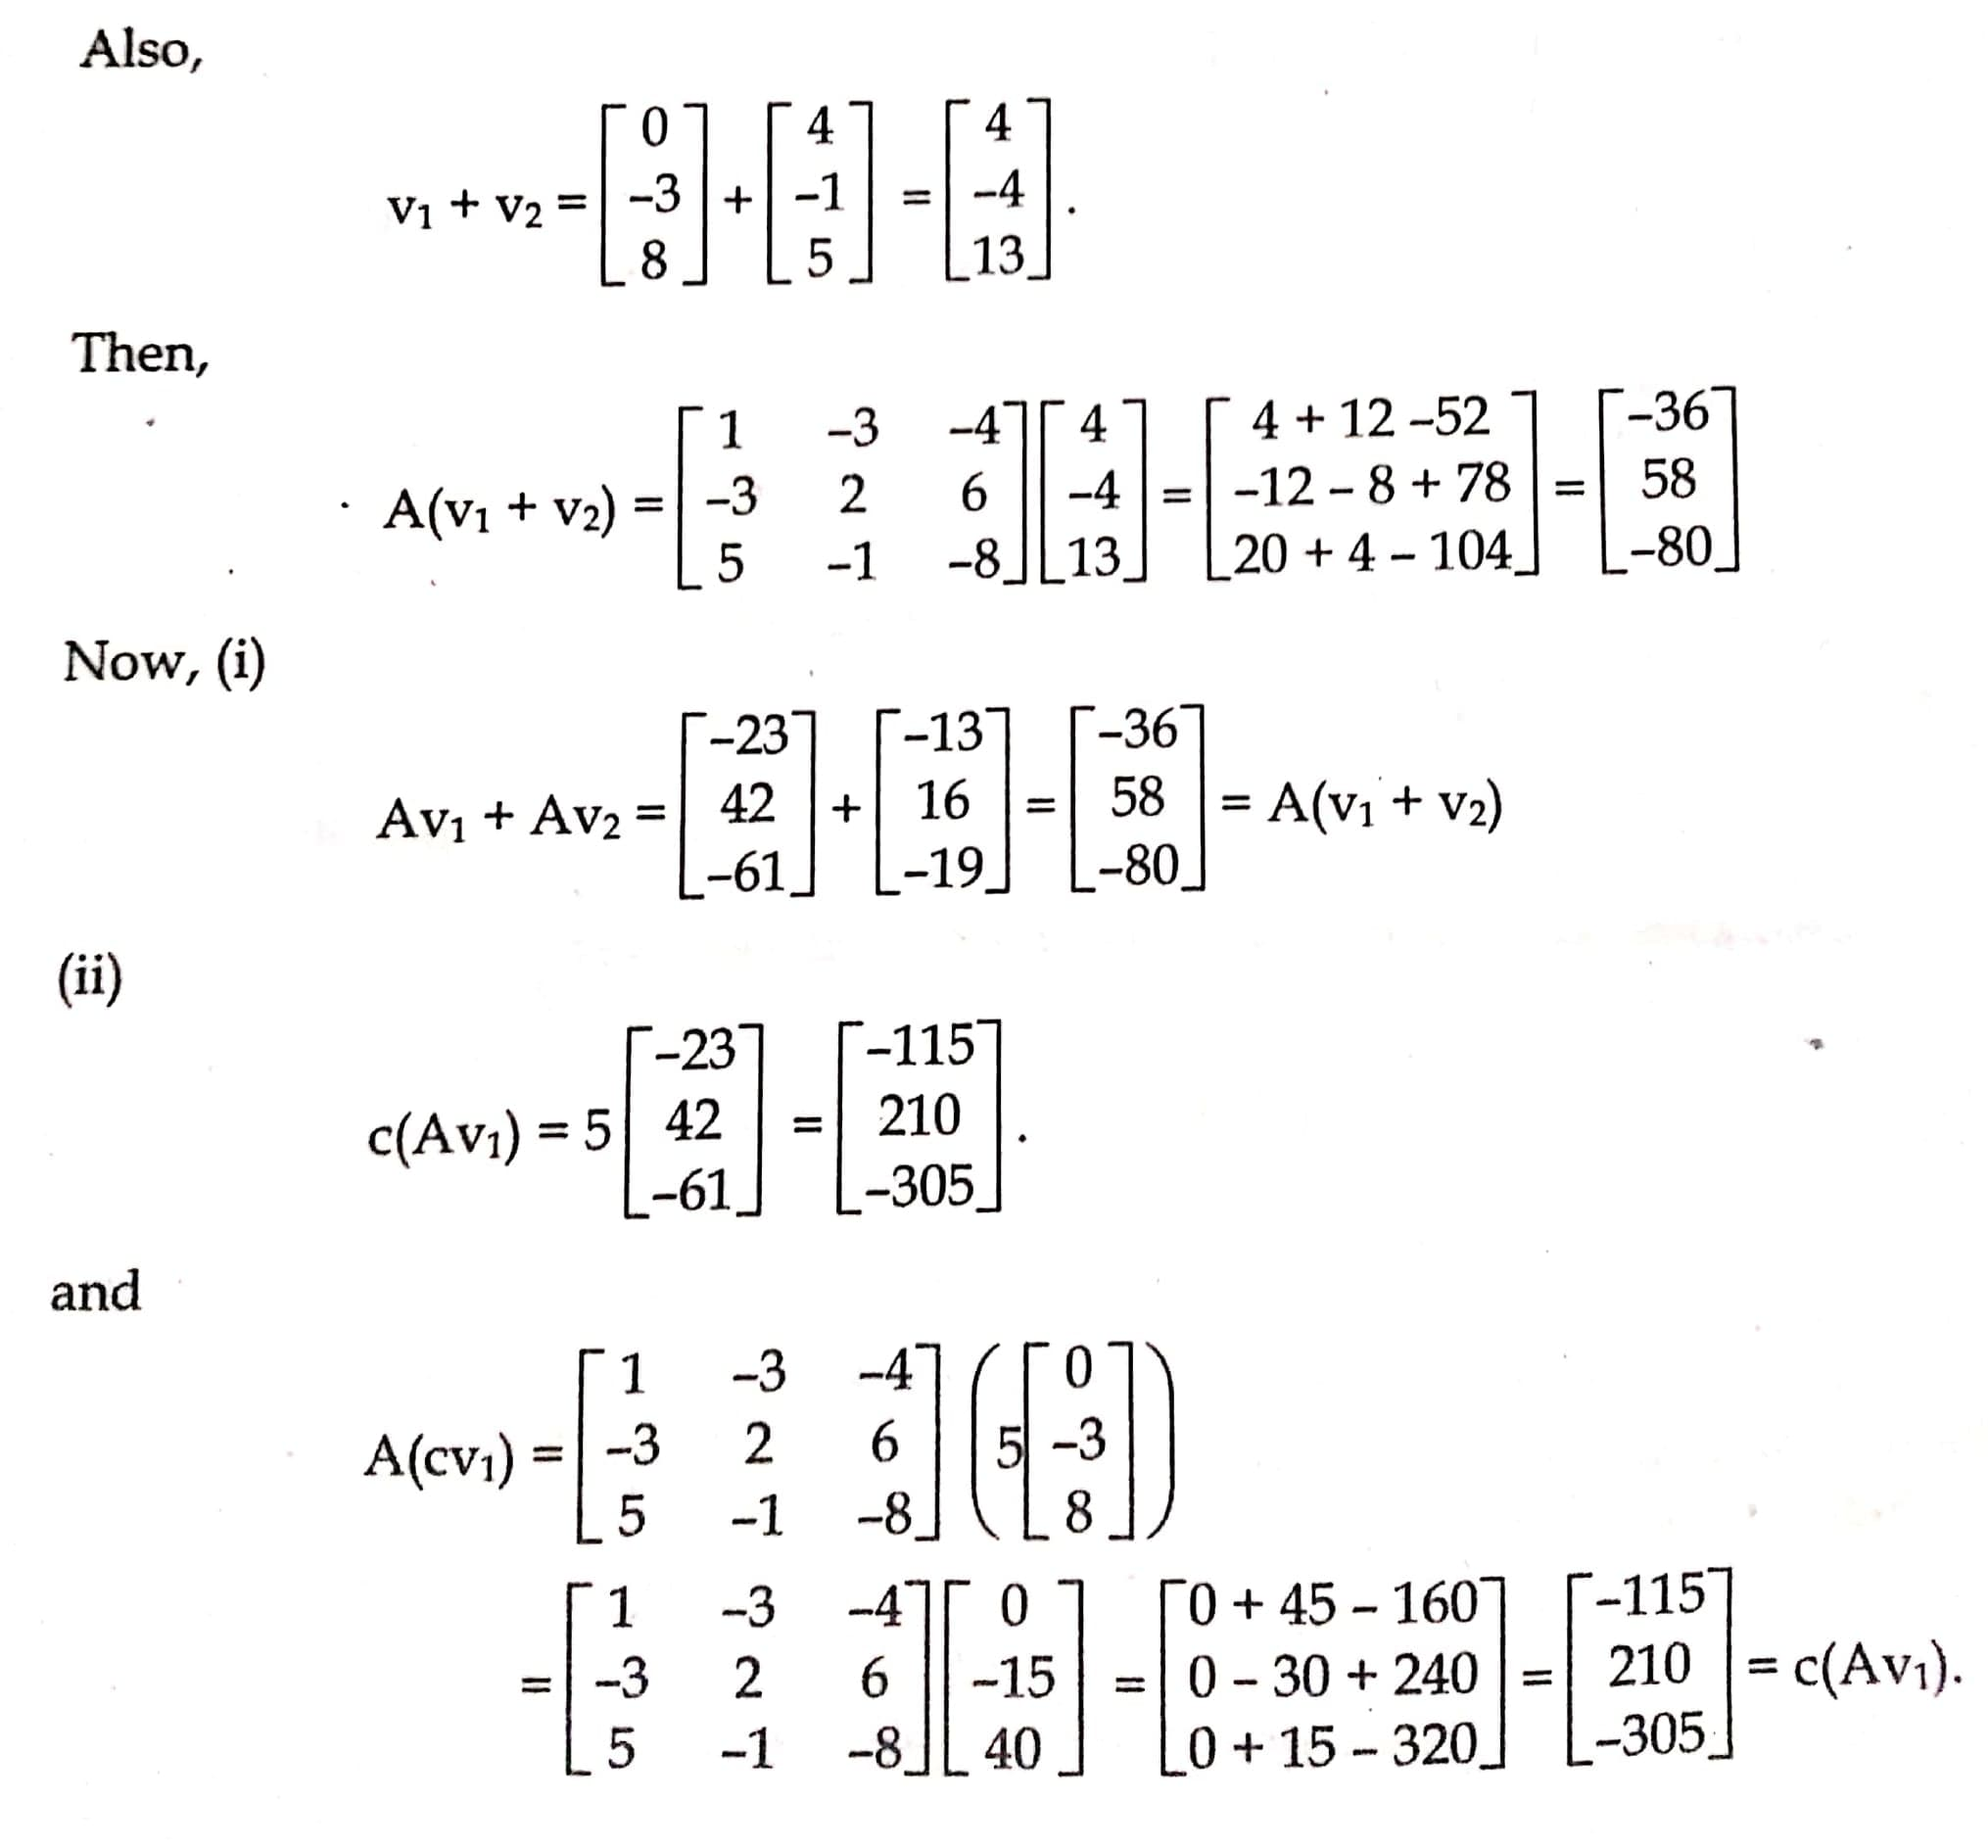 Also,
v₁ + v₂ = [0 −3 8] + [4 −1 5] = [4 −4 13].
Then,
A(v₁ + v₂) = [1 −3 −4; −3 2 6; 5 −1 −8] [4 −4 13] = [4 + 12 −52; −12 − 8 + 78; 20 + 4 − 104] = [−36 58 −80]
Now, (i)
Av₁ + Av₂ = [−23 42 −61] + [−13 16 −19] = [−36 58 −80] = A(v₁ + v₂)
(ii)
c(Av₁) = 5 [−23 42 −61] = [−115 210 −305].
and
A(cv₁) = [1 −3 −4; −3 2 6; 5 −1 −8] (5[0 −3 8])
= [1 −3 −4; −3 2 6; 5 −1 −8] [0 −15 40] = [0 + 45 − 160; 0 − 30 + 240; 0 + 15 − 320] = [−115 210 −305] = c(Av₁).